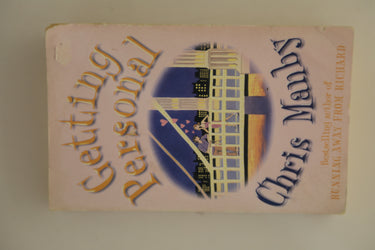 Getting
Personal
Chris Manby
Bestselling author of
RUNNING AWAY FROM RICHARD